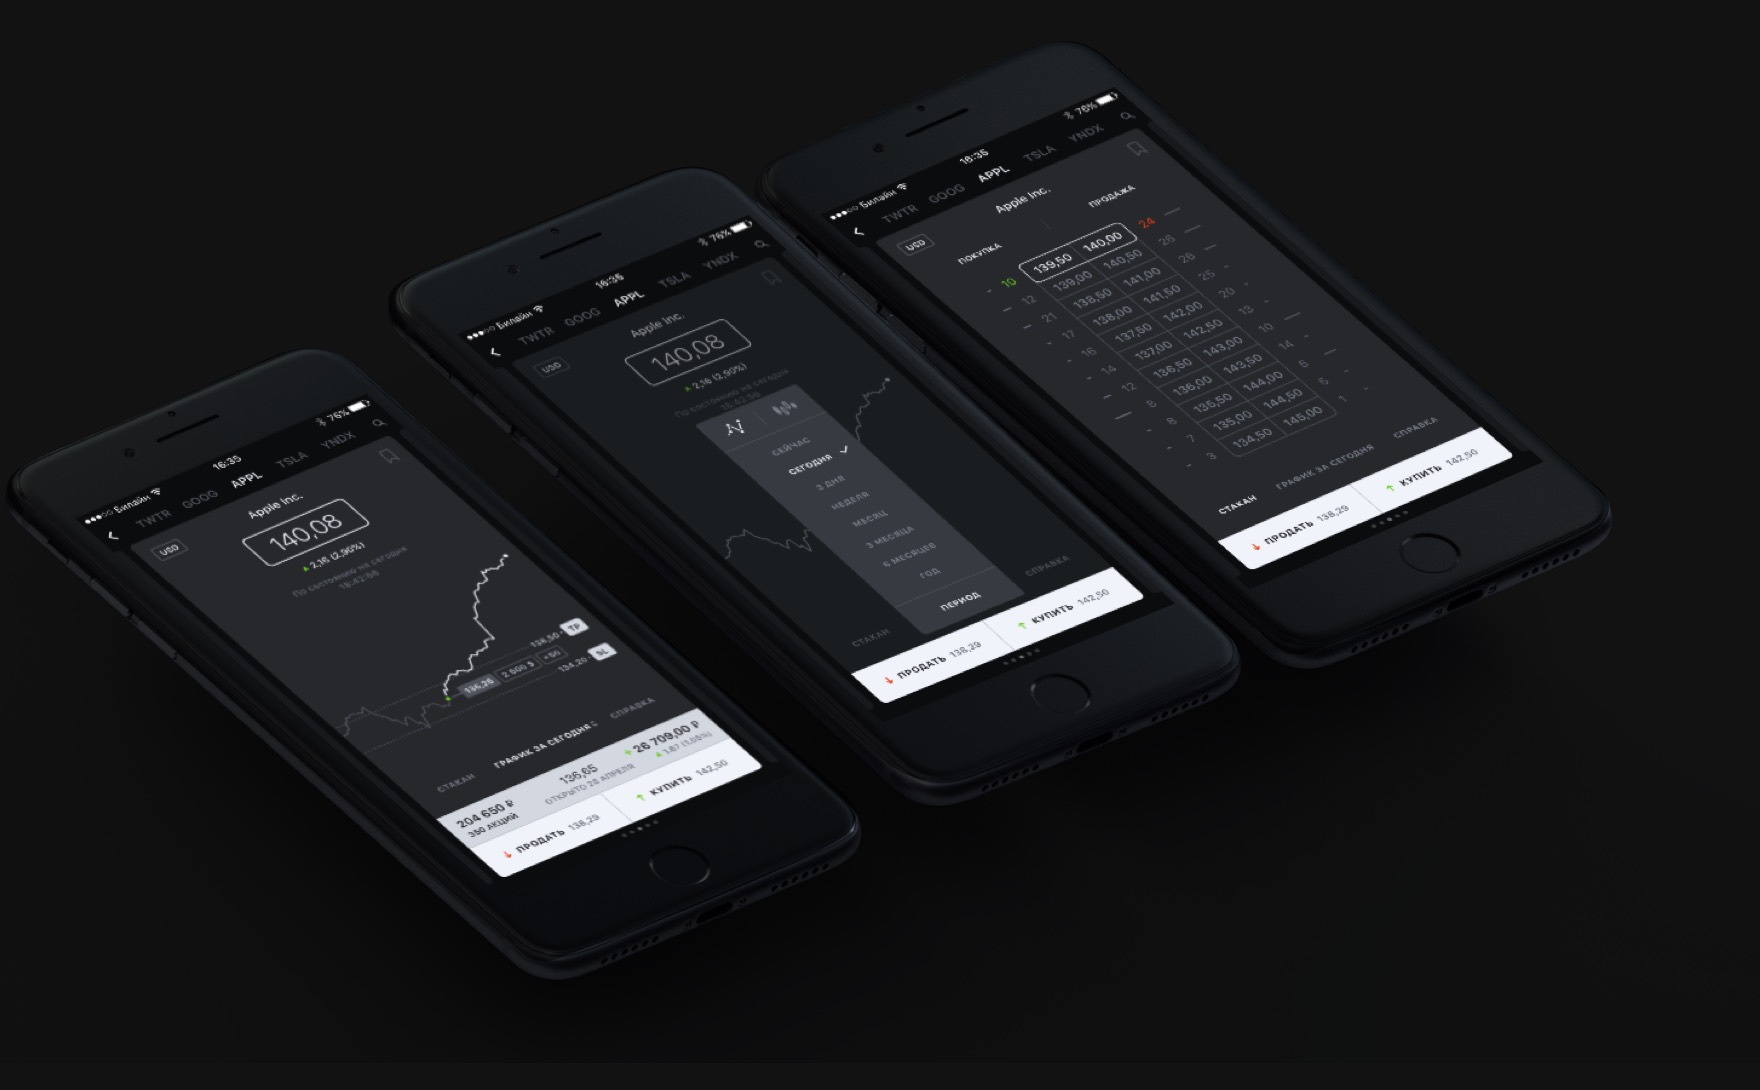 Билайн 16:35 76%
TWTR GOOG APPL TSLA YNDX
USD Apple Inc.
140,08
2,16 (2,90%)
По состоянию на сегодня
18:42:56
136,50 TP
136,25 2 000 $ ×50
134,20 SL
СТАКАН ГРАФИК ЗА СЕГОДНЯ СПРАВКА
204 650 ₽ 136,65 + 26 709,00 ₽
350 АКЦИЙ ОТКРЫТО 28 АПРЕЛЯ
ПРОДАТЬ 138,29 КУПИТЬ 142,50
Билайн 16:35 76%
TWTR GOOG APPL TSLA YNDX
USD Apple Inc.
140,08
2,16 (2,90%)
По состоянию на сегодня
18:42:56
СЕЙЧАС
СЕГОДНЯ
3 ДНЯ
НЕДЕЛЯ
МЕСЯЦ
3 МЕСЯЦА
6 МЕСЯЦЕВ
ГОД
ПЕРИОД
СТАКАН СПРАВКА
ПРОДАТЬ 138,29 КУПИТЬ 142,50
Билайн 16:35 76%
TWTR GOOG APPL TSLA YNDX
USD Apple Inc.
ПОКУПКА ПРОДАЖА
10 139,50 140,00 24
12 139,00 140,50 26
21 138,50 141,00 26
17 138,00 141,50 25
16 137,50 142,00 20
14 137,00 142,50 13
12 136,50 143,00 10
8 136,00 143,50 14
8 135,50 144,00 5
7 135,00 144,50 6
3 134,50 145,00 1
СТАКАН ГРАФИК ЗА СЕГОДНЯ СПРАВКА
ПРОДАТЬ 138,29 КУПИТЬ 142,50